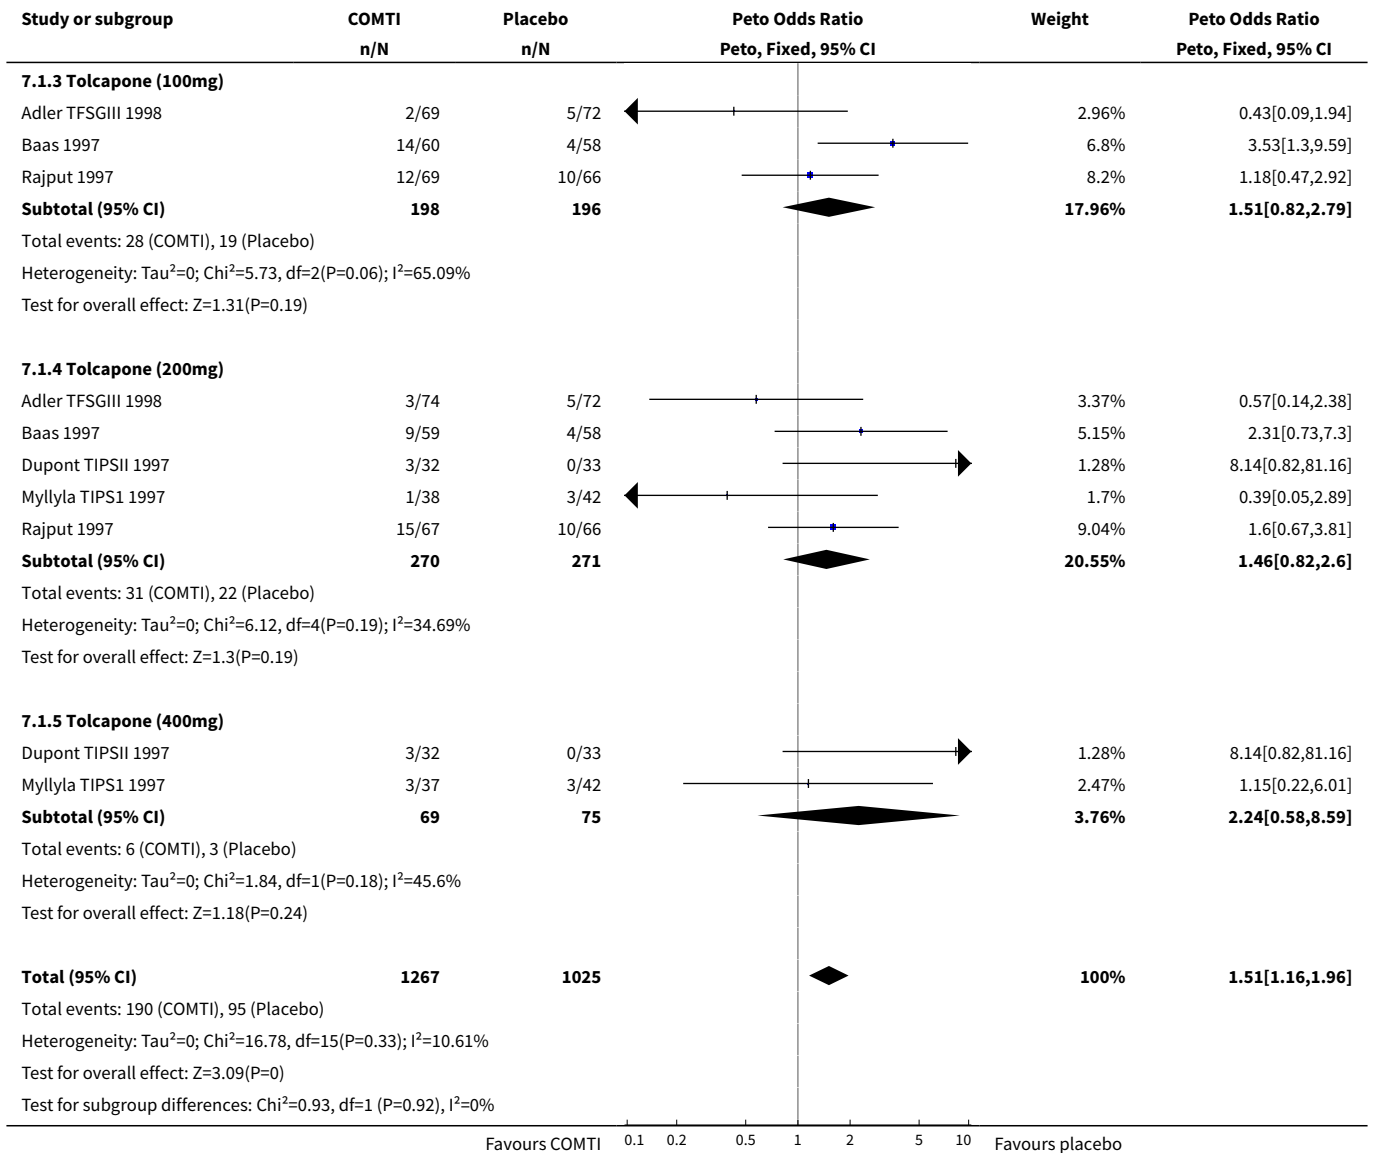 Study or subgroup COMTI Placebo Peto Odds Ratio Weight Peto Odds Ratio
n/N n/N Peto, Fixed, 95% CI Peto, Fixed, 95% CI
7.1.3 Tolcapone (100mg)
Adler TFSGIII 1998 2/69 5/72 2.96% 0.43[0.09,1.94]
Baas 1997 14/60 4/58 6.8% 3.53[1.3,9.59]
Rajput 1997 12/69 10/66 8.2% 1.18[0.47,2.92]
Subtotal (95% CI) 198 196 17.96% 1.51[0.82,2.79]
Total events: 28 (COMTI), 19 (Placebo)
Heterogeneity: Tau²=0; Chi²=5.73, df=2(P=0.06); I²=65.09%
Test for overall effect: Z=1.31(P=0.19)
7.1.4 Tolcapone (200mg)
Adler TFSGIII 1998 3/74 5/72 3.37% 0.57[0.14,2.38]
Baas 1997 9/59 4/58 5.15% 2.31[0.73,7.3]
Dupont TIPSII 1997 3/32 0/33 1.28% 8.14[0.82,81.16]
Myllyla TIPS1 1997 1/38 3/42 1.7% 0.39[0.05,2.89]
Rajput 1997 15/67 10/66 9.04% 1.6[0.67,3.81]
Subtotal (95% CI) 270 271 20.55% 1.46[0.82,2.6]
Total events: 31 (COMTI), 22 (Placebo)
Heterogeneity: Tau²=0; Chi²=6.12, df=4(P=0.19); I²=34.69%
Test for overall effect: Z=1.3(P=0.19)
7.1.5 Tolcapone (400mg)
Dupont TIPSII 1997 3/32 0/33 1.28% 8.14[0.82,81.16]
Myllyla TIPS1 1997 3/37 3/42 2.47% 1.15[0.22,6.01]
Subtotal (95% CI) 69 75 3.76% 2.24[0.58,8.59]
Total events: 6 (COMTI), 3 (Placebo)
Heterogeneity: Tau²=0; Chi²=1.84, df=1(P=0.18); I²=45.6%
Test for overall effect: Z=1.18(P=0.24)
Total (95% CI) 1267 1025 100% 1.51[1.16,1.96]
Total events: 190 (COMTI), 95 (Placebo)
Heterogeneity: Tau²=0; Chi²=16.78, df=15(P=0.33); I²=10.61%
Test for overall effect: Z=3.09(P=0)
Test for subgroup differences: Chi²=0.93, df=1 (P=0.92), I²=0%
Favours COMTI 0.1 0.2 0.5 1 2 5 10 Favours placebo